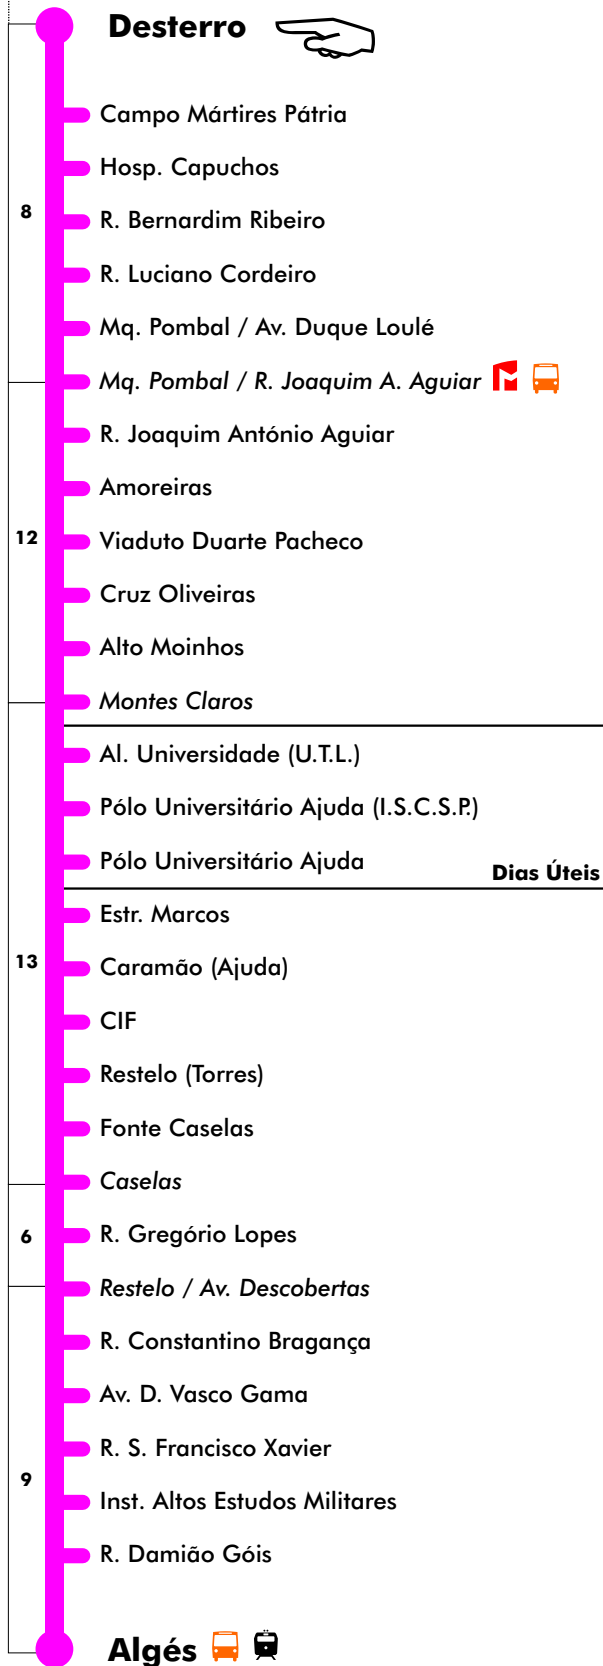 Desterro
Campo Mártires Pátria
Hosp. Capuchos
8
R. Bernardim Ribeiro
R. Luciano Cordeiro
Mq. Pombal / Av. Duque Loulé
Mq. Pombal / R. Joaquim A. Aguiar
R. Joaquim António Aguiar
Amoreiras
12
Viaduto Duarte Pacheco
Cruz Oliveiras
Alto Moinhos
Montes Claros
Al. Universidade (U.T.L.)
Pólo Universitário Ajuda (I.S.C.S.P.)
Pólo Universitário Ajuda
Dias Úteis
Estr. Marcos
13
Caramão (Ajuda)
CIF
Restelo (Torres)
Fonte Caselas
Caselas
6
R. Gregório Lopes
Restelo / Av. Descobertas
R. Constantino Bragança
Av. D. Vasco Gama
R. S. Francisco Xavier
9
Inst. Altos Estudos Militares
R. Damião Góis
Algés